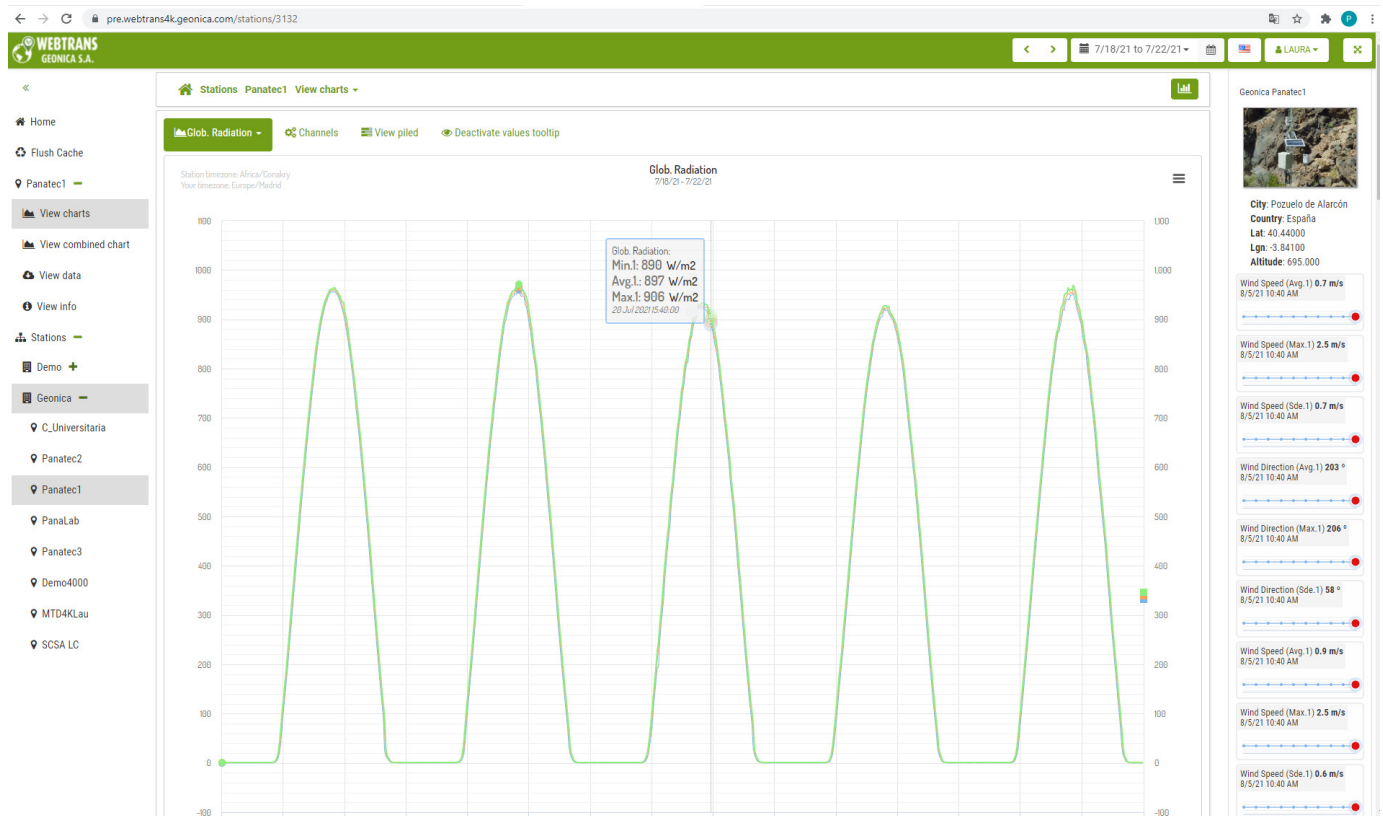 pre.webtrans4k.geonica.com/stations/3132
P
WEBTRANS
GEONICA S.A.
7/18/21 to 7/22/21
LAURA
«
Home
Flush Cache
Panatec1
View charts
View combined chart
View data
View info
Stations
Demo
Geonica
C_Universitaria
Panatec2
Panatec1
PanaLab
Panatec3
Demo4000
MTD4KLau
SCSA LC
Stations Panatec1 View charts
Glob. Radiation
Channels
View piled
Deactivate values tooltip
Station timezone: Africa/Conakry
Your timezone: Europe/Madrid
Glob. Radiation
7/18/21 - 7/22/21
1100
1000
900
800
700
600
500
400
300
200
100
0
-100
Glob. Radiation:
Min.1: 890 W/m2
Avg.1.: 897 W/m2
Max.1: 906 W/m2
20 Jul 2021 15:40:00
1,100
1,000
900
800
700
600
500
400
300
200
100
0
-100
Geonica Panatec1
City: Pozuelo de Alarcón
Country: España
Lat: 40.44000
Lgn: -3.84100
Altitude: 695.000
Wind Speed (Avg.1) 0.7 m/s
8/5/21 10:40 AM
Wind Speed (Max.1) 2.5 m/s
8/5/21 10:40 AM
Wind Speed (Sde.1) 0.7 m/s
8/5/21 10:40 AM
Wind Direction (Avg.1) 203 º
8/5/21 10:40 AM
Wind Direction (Max.1) 206 º
8/5/21 10:40 AM
Wind Direction (Sde.1) 58 º
8/5/21 10:40 AM
Wind Speed (Avg.1) 0.9 m/s
8/5/21 10:40 AM
Wind Speed (Max.1) 2.5 m/s
8/5/21 10:40 AM
Wind Speed (Sde.1) 0.6 m/s
8/5/21 10:40 AM